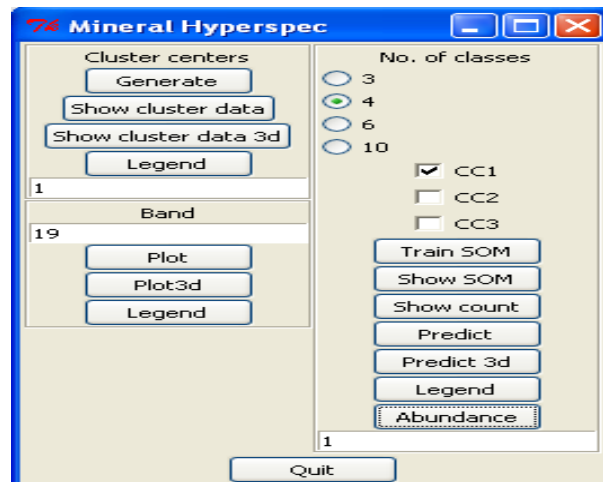 Mineral Hyperspec
Cluster centers
Generate
Show cluster data
Show cluster data 3d
Legend
1
Band
19
Plot
Plot3d
Legend
No. of classes
3
4
6
10
CC1
CC2
CC3
Train SOM
Show SOM
Show count
Predict
Predict 3d
Legend
Abundance
1
Quit